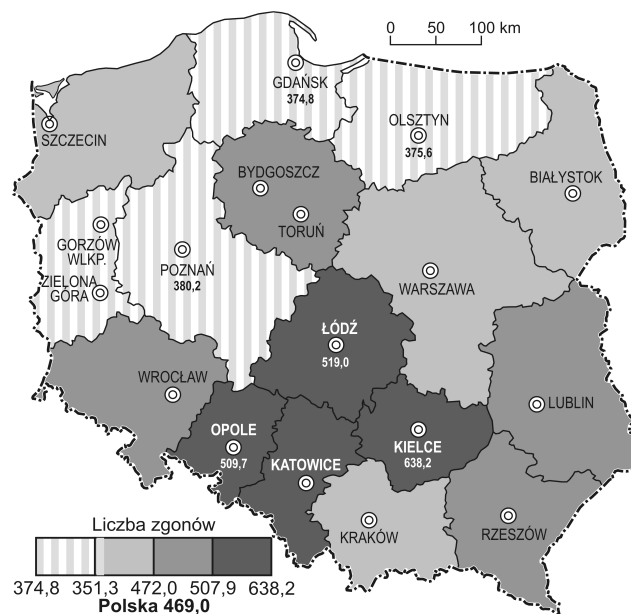 0 50 100 km
GDAŃSK
374,8
OLSZTYN
375,6
SZCZECIN
BYDGOSZCZ
BIAŁYSTOK
TORUŃ
GORZÓW
WLKP.
POZNAŃ
380,2
ZIELONA
GÓRA
WARSZAWA
ŁÓDŹ
519,0
WROCŁAW
LUBLIN
OPOLE
509,7
KIELCE
638,2
KATOWICE
KRAKÓW
RZESZÓW
Liczba zgonów
374,8 351,3 472,0 507,9 638,2
Polska 469,0